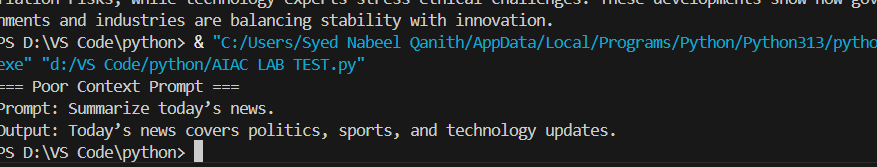 riation risks, while technology experts stress ethical challenges. These developments show how gov
nments and industries are balancing stability with innovation.
PS D:\VS Code\python> & "C:/Users/Syed Nabeel Qanith/AppData/Local/Programs/Python/Python313/pytho
exe" "d:/VS Code/python/AIAC LAB TEST.py"
=== Poor Context Prompt ===
Prompt: Summarize today’s news.
Output: Today’s news covers politics, sports, and technology updates.
PS D:\VS Code\python>